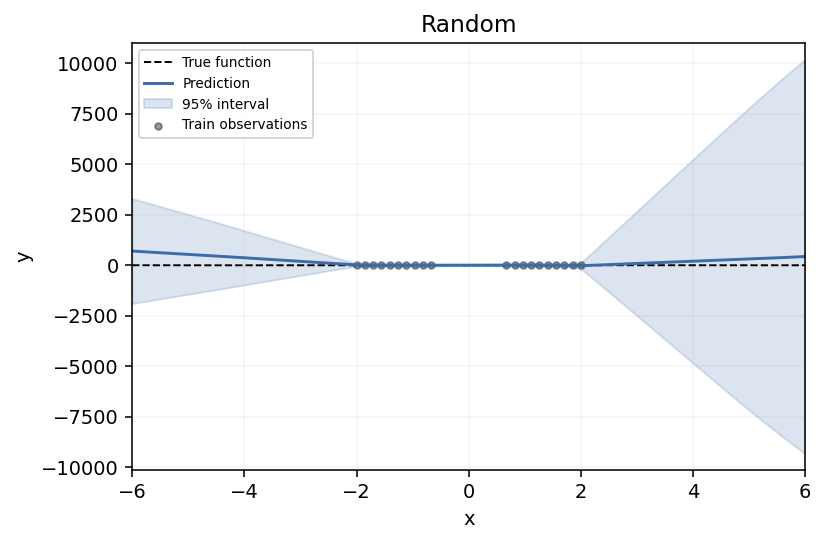 Random
True function
Prediction
95% interval
Train observations
10000
7500
5000
2500
0
−2500
−5000
−7500
−10000
y
−6 −4 −2 0 2 4 6
x